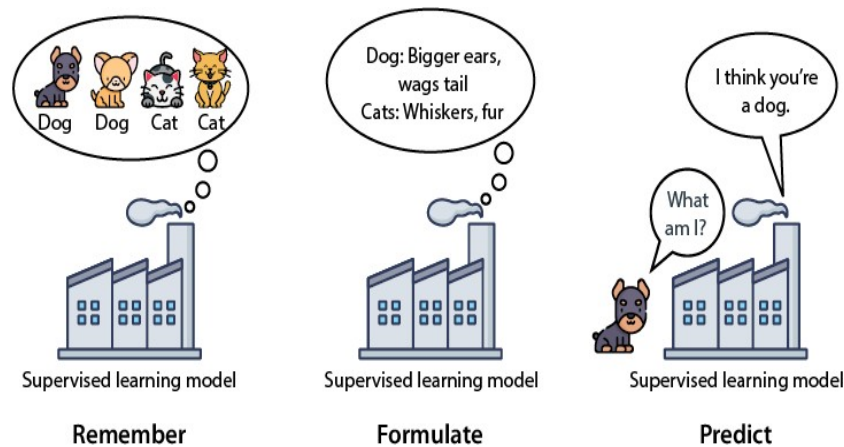 Dog Dog Cat Cat
Supervised learning model
Remember
Dog: Bigger ears,
wags tail
Cats: Whiskers, fur
Supervised learning model
Formulate
I think you're
a dog.
What
am I?
Supervised learning model
Predict